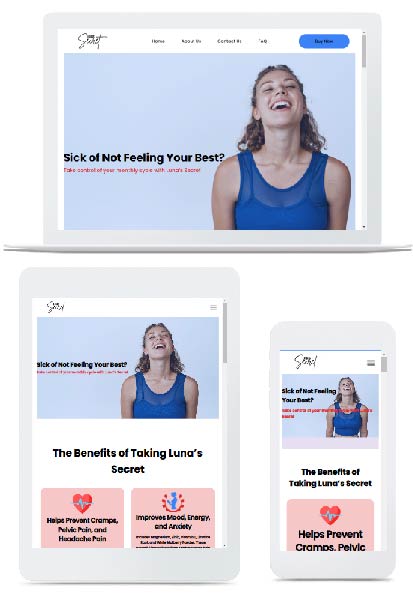 Secret
Home About Us Contact Us FAQ Buy Now
Sick of Not Feeling Your Best?
Take control of your monthly cycle with Luna's Secret
Secret
Sick of Not Feeling Your Best?
Take control of your monthly cycle with Luna's Secret
The Benefits of Taking Luna's
Secret
Helps Prevent Cramps,
Pelvic Pain, and
Headache Pain
Improves Mood, Energy,
and Anxiety
Secret
Sick of Not Feeling Your
Best?
Take control of your monthly cycle with Luna's
Secret
The Benefits of
Taking Luna's Secret
Helps Prevent
Cramps, Pelvic